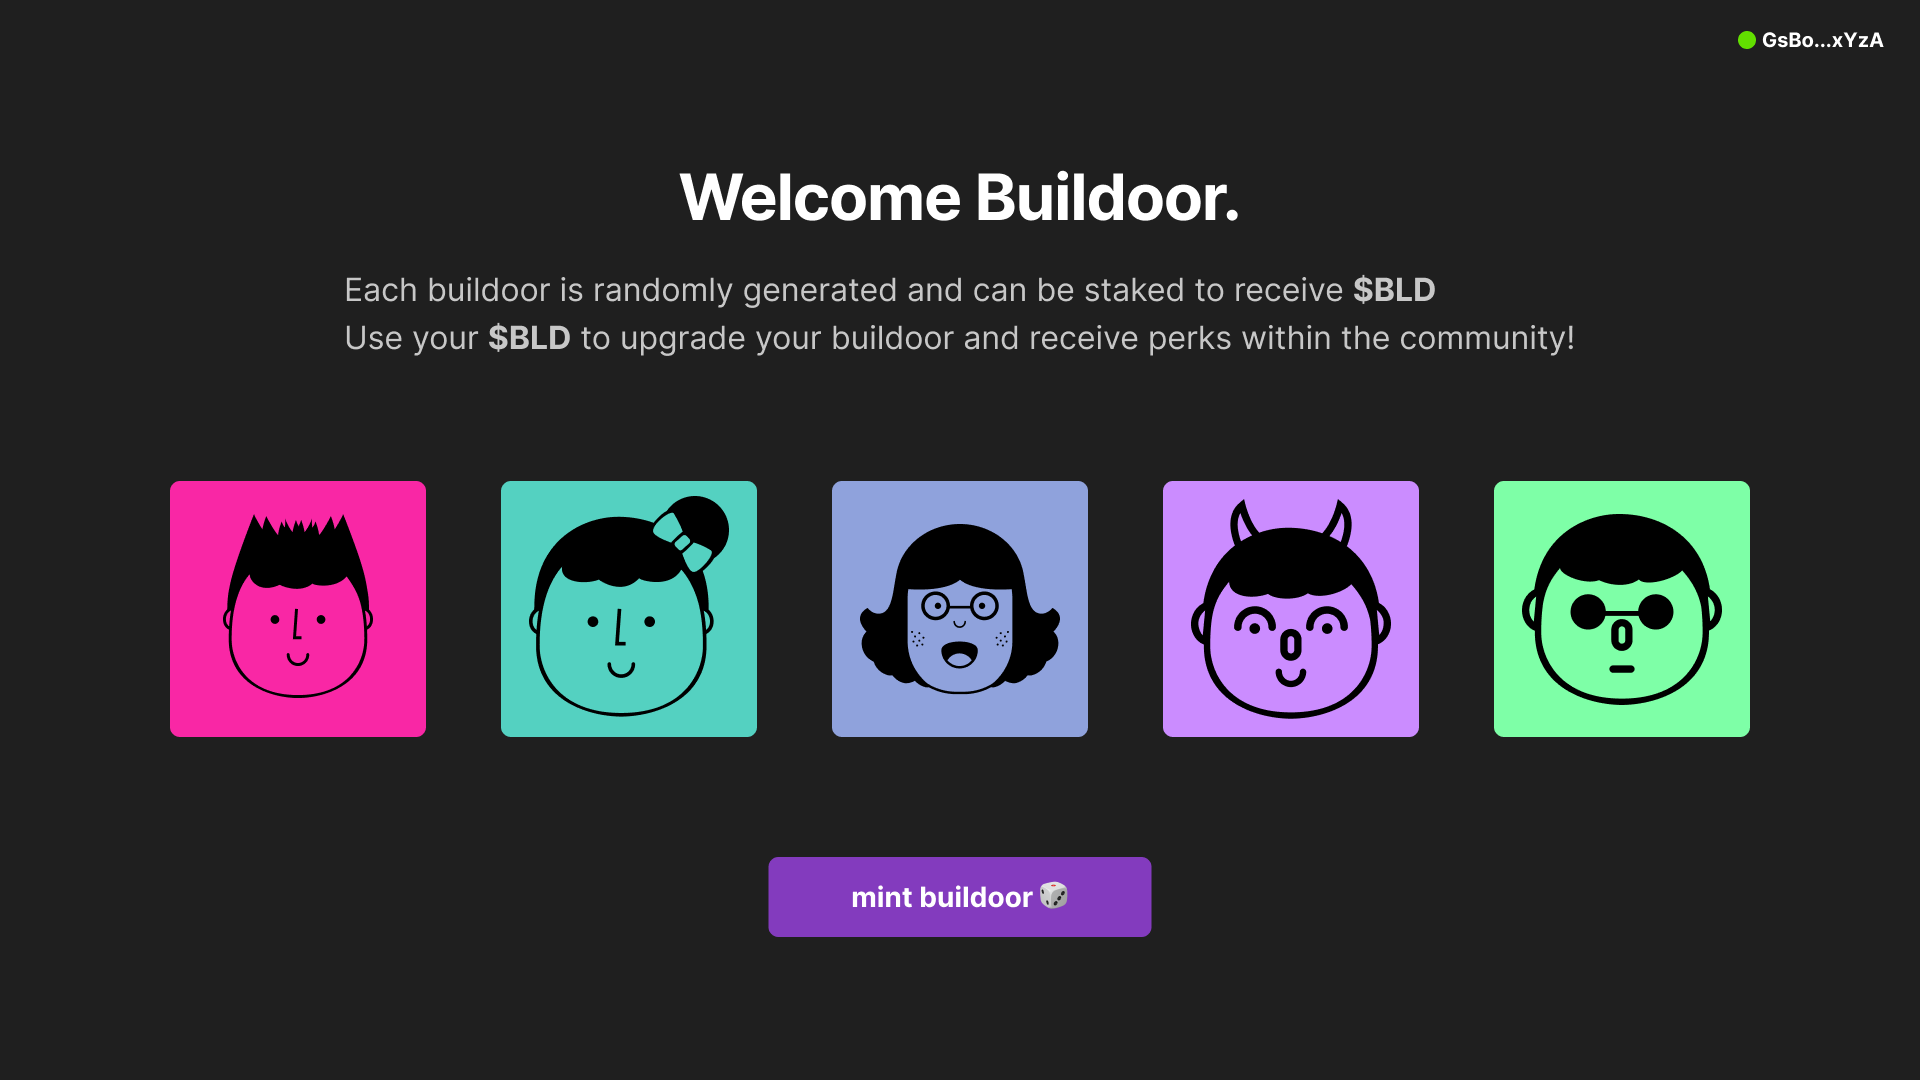 GsBo...xYzA
Welcome Buildoor.
Each buildoor is randomly generated and can be staked to receive $BLD
Use your $BLD to upgrade your buildoor and receive perks within the community!
mint buildoor 🎲